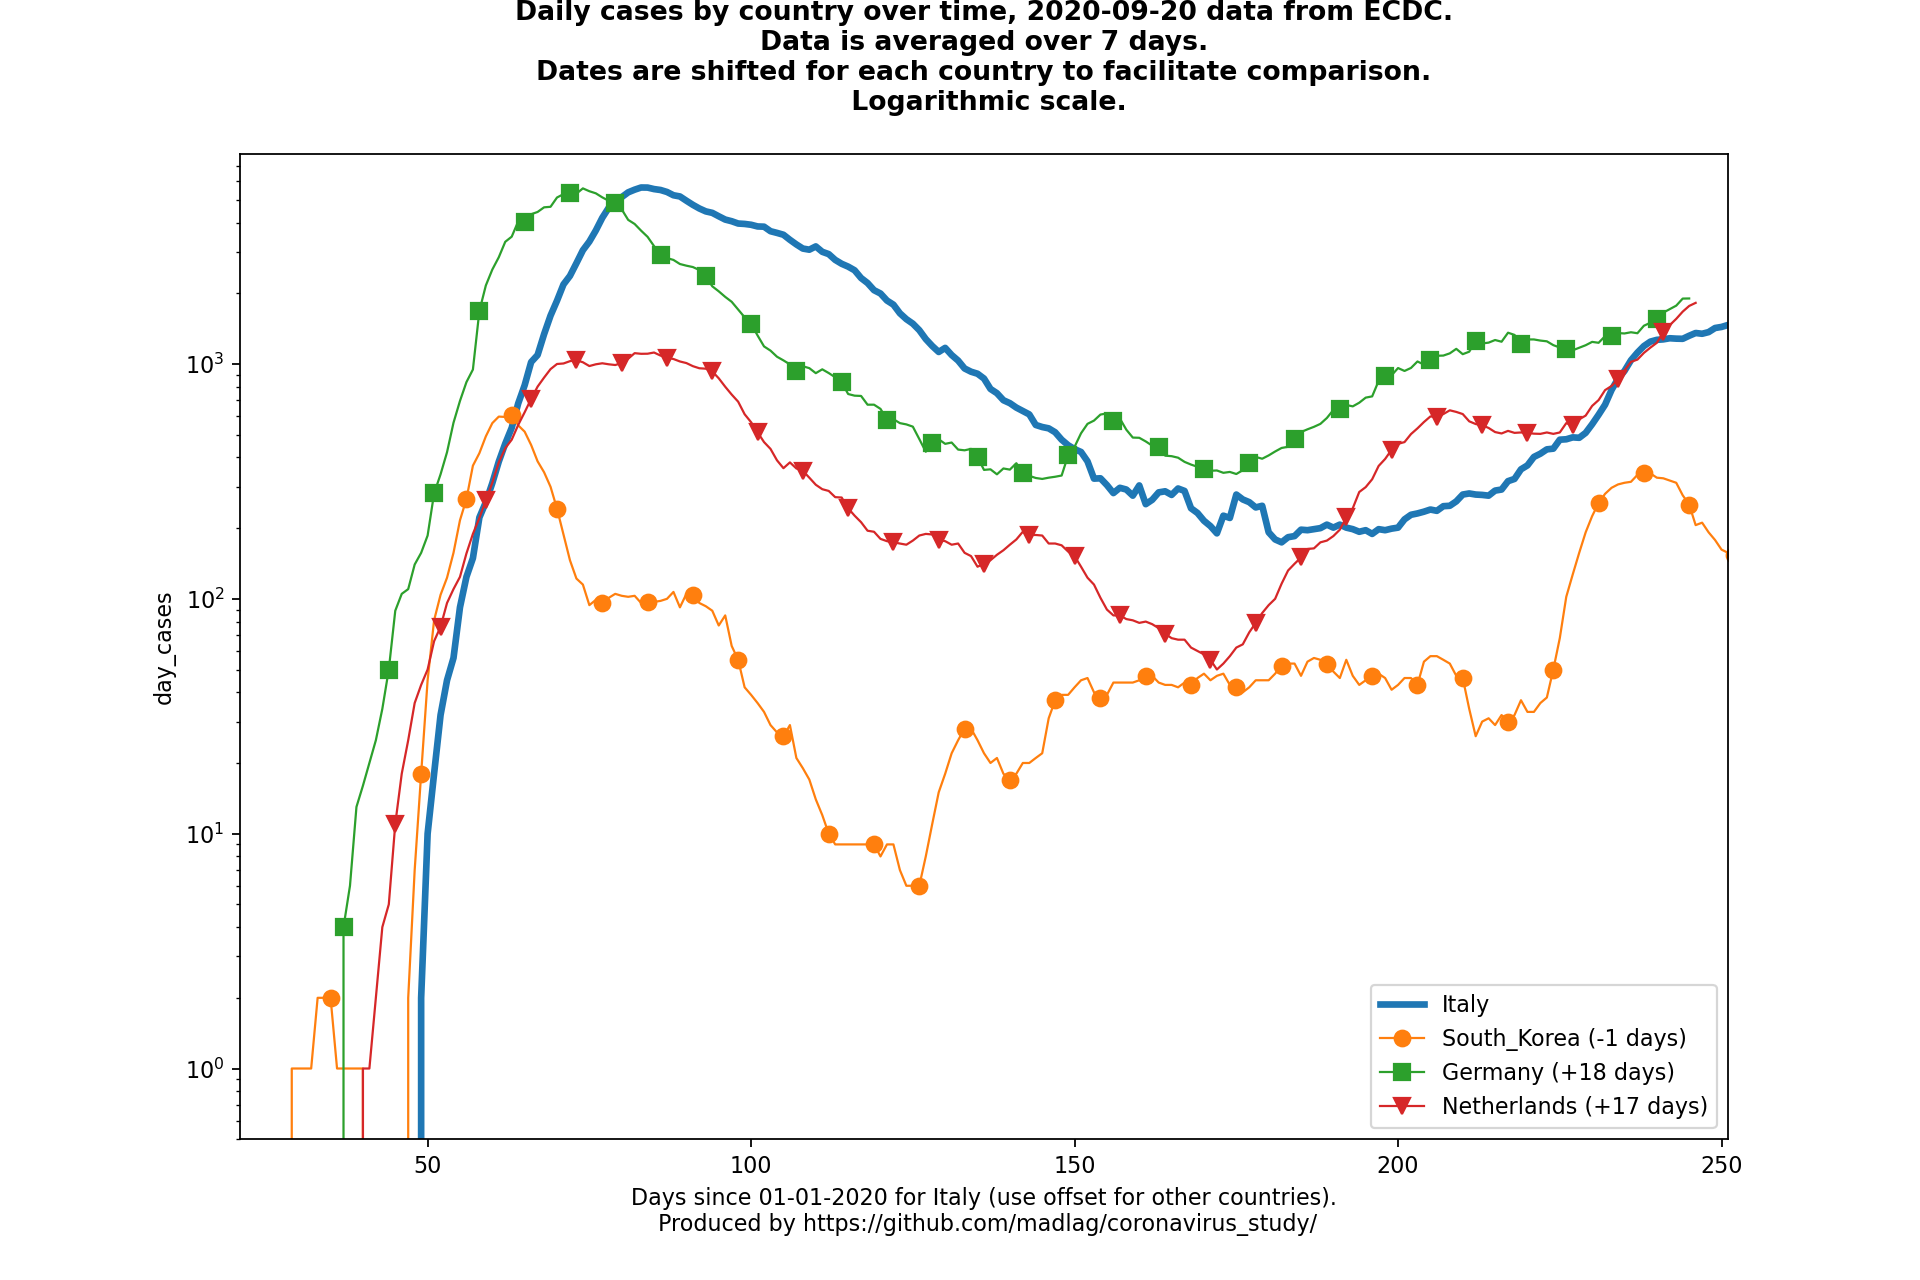 Daily cases by country over time, 2020-09-20 data from ECDC.
Data is averaged over 7 days.
Dates are shifted for each country to facilitate comparison.
Logarithmic scale.
day_cases
10³
10²
10¹
10⁰
Italy
South_Korea (-1 days)
Germany (+18 days)
Netherlands (+17 days)
50 100 150 200 250
Days since 01-01-2020 for Italy (use offset for other countries).
Produced by https://github.com/madlag/coronavirus_study/